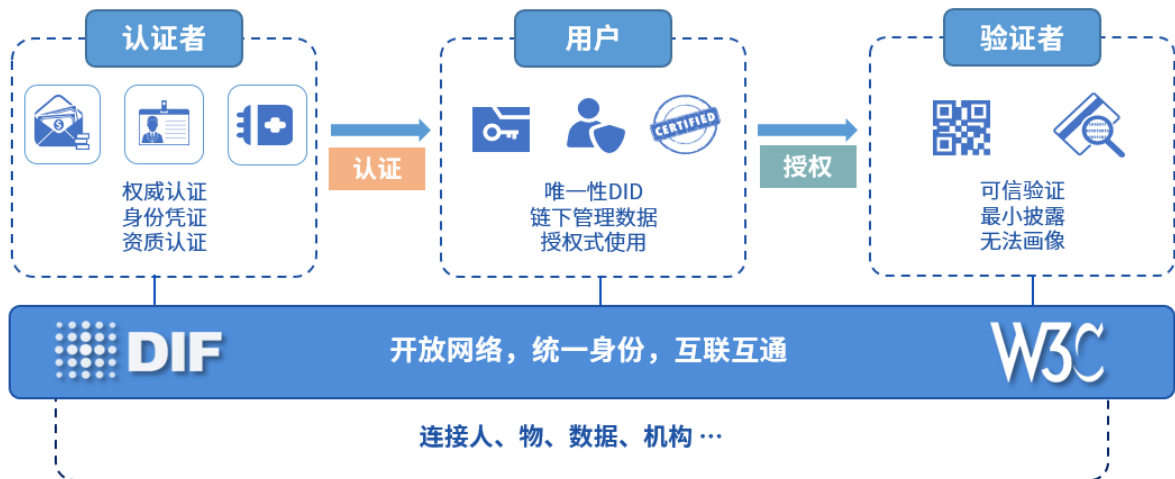 认证者
用户
验证者
CERTIFIED
认证
授权
权威认证
身份凭证
资质认证
唯一性DID
链下管理数据
授权式使用
可信验证
最小披露
无法画像
DIF
开放网络，统一身份，互联互通
W3C
连接人、物、数据、机构 …